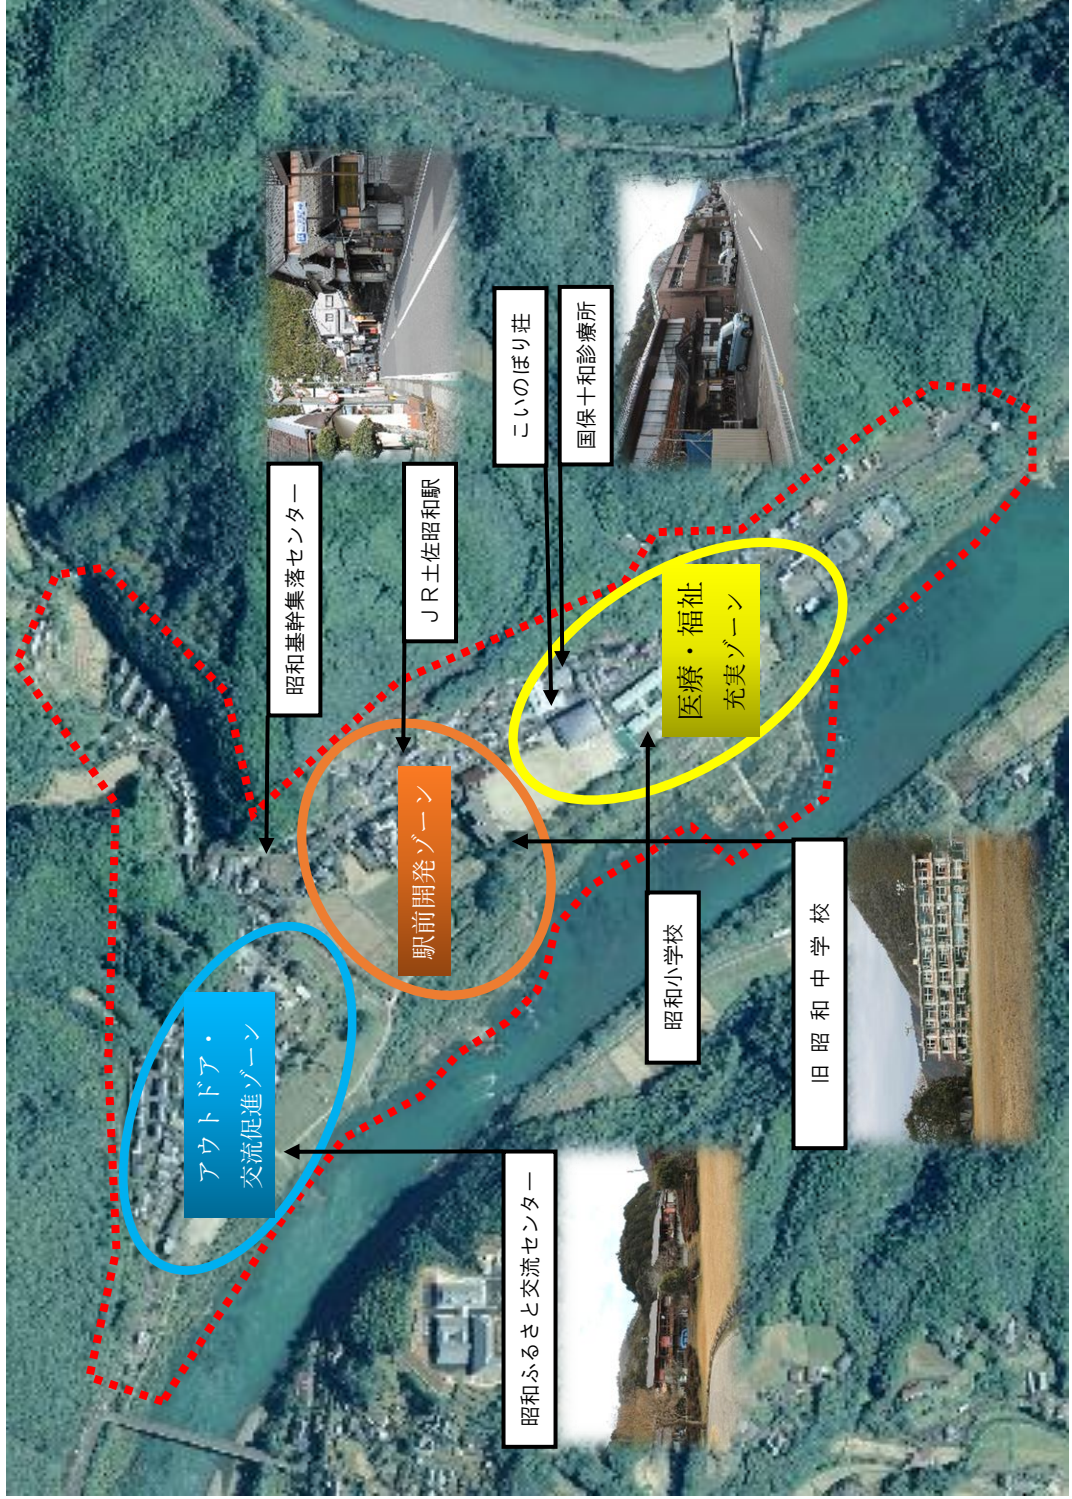 昭和基幹集落センター
ＪＲ土佐昭和駅
こいのぼり荘
国保十和診療所
アウトドア・
交流促進ゾーン
駅前開発ゾーン
医療・福祉
充実ゾーン
昭和ふるさと交流センター
昭和小学校
旧昭和中学校